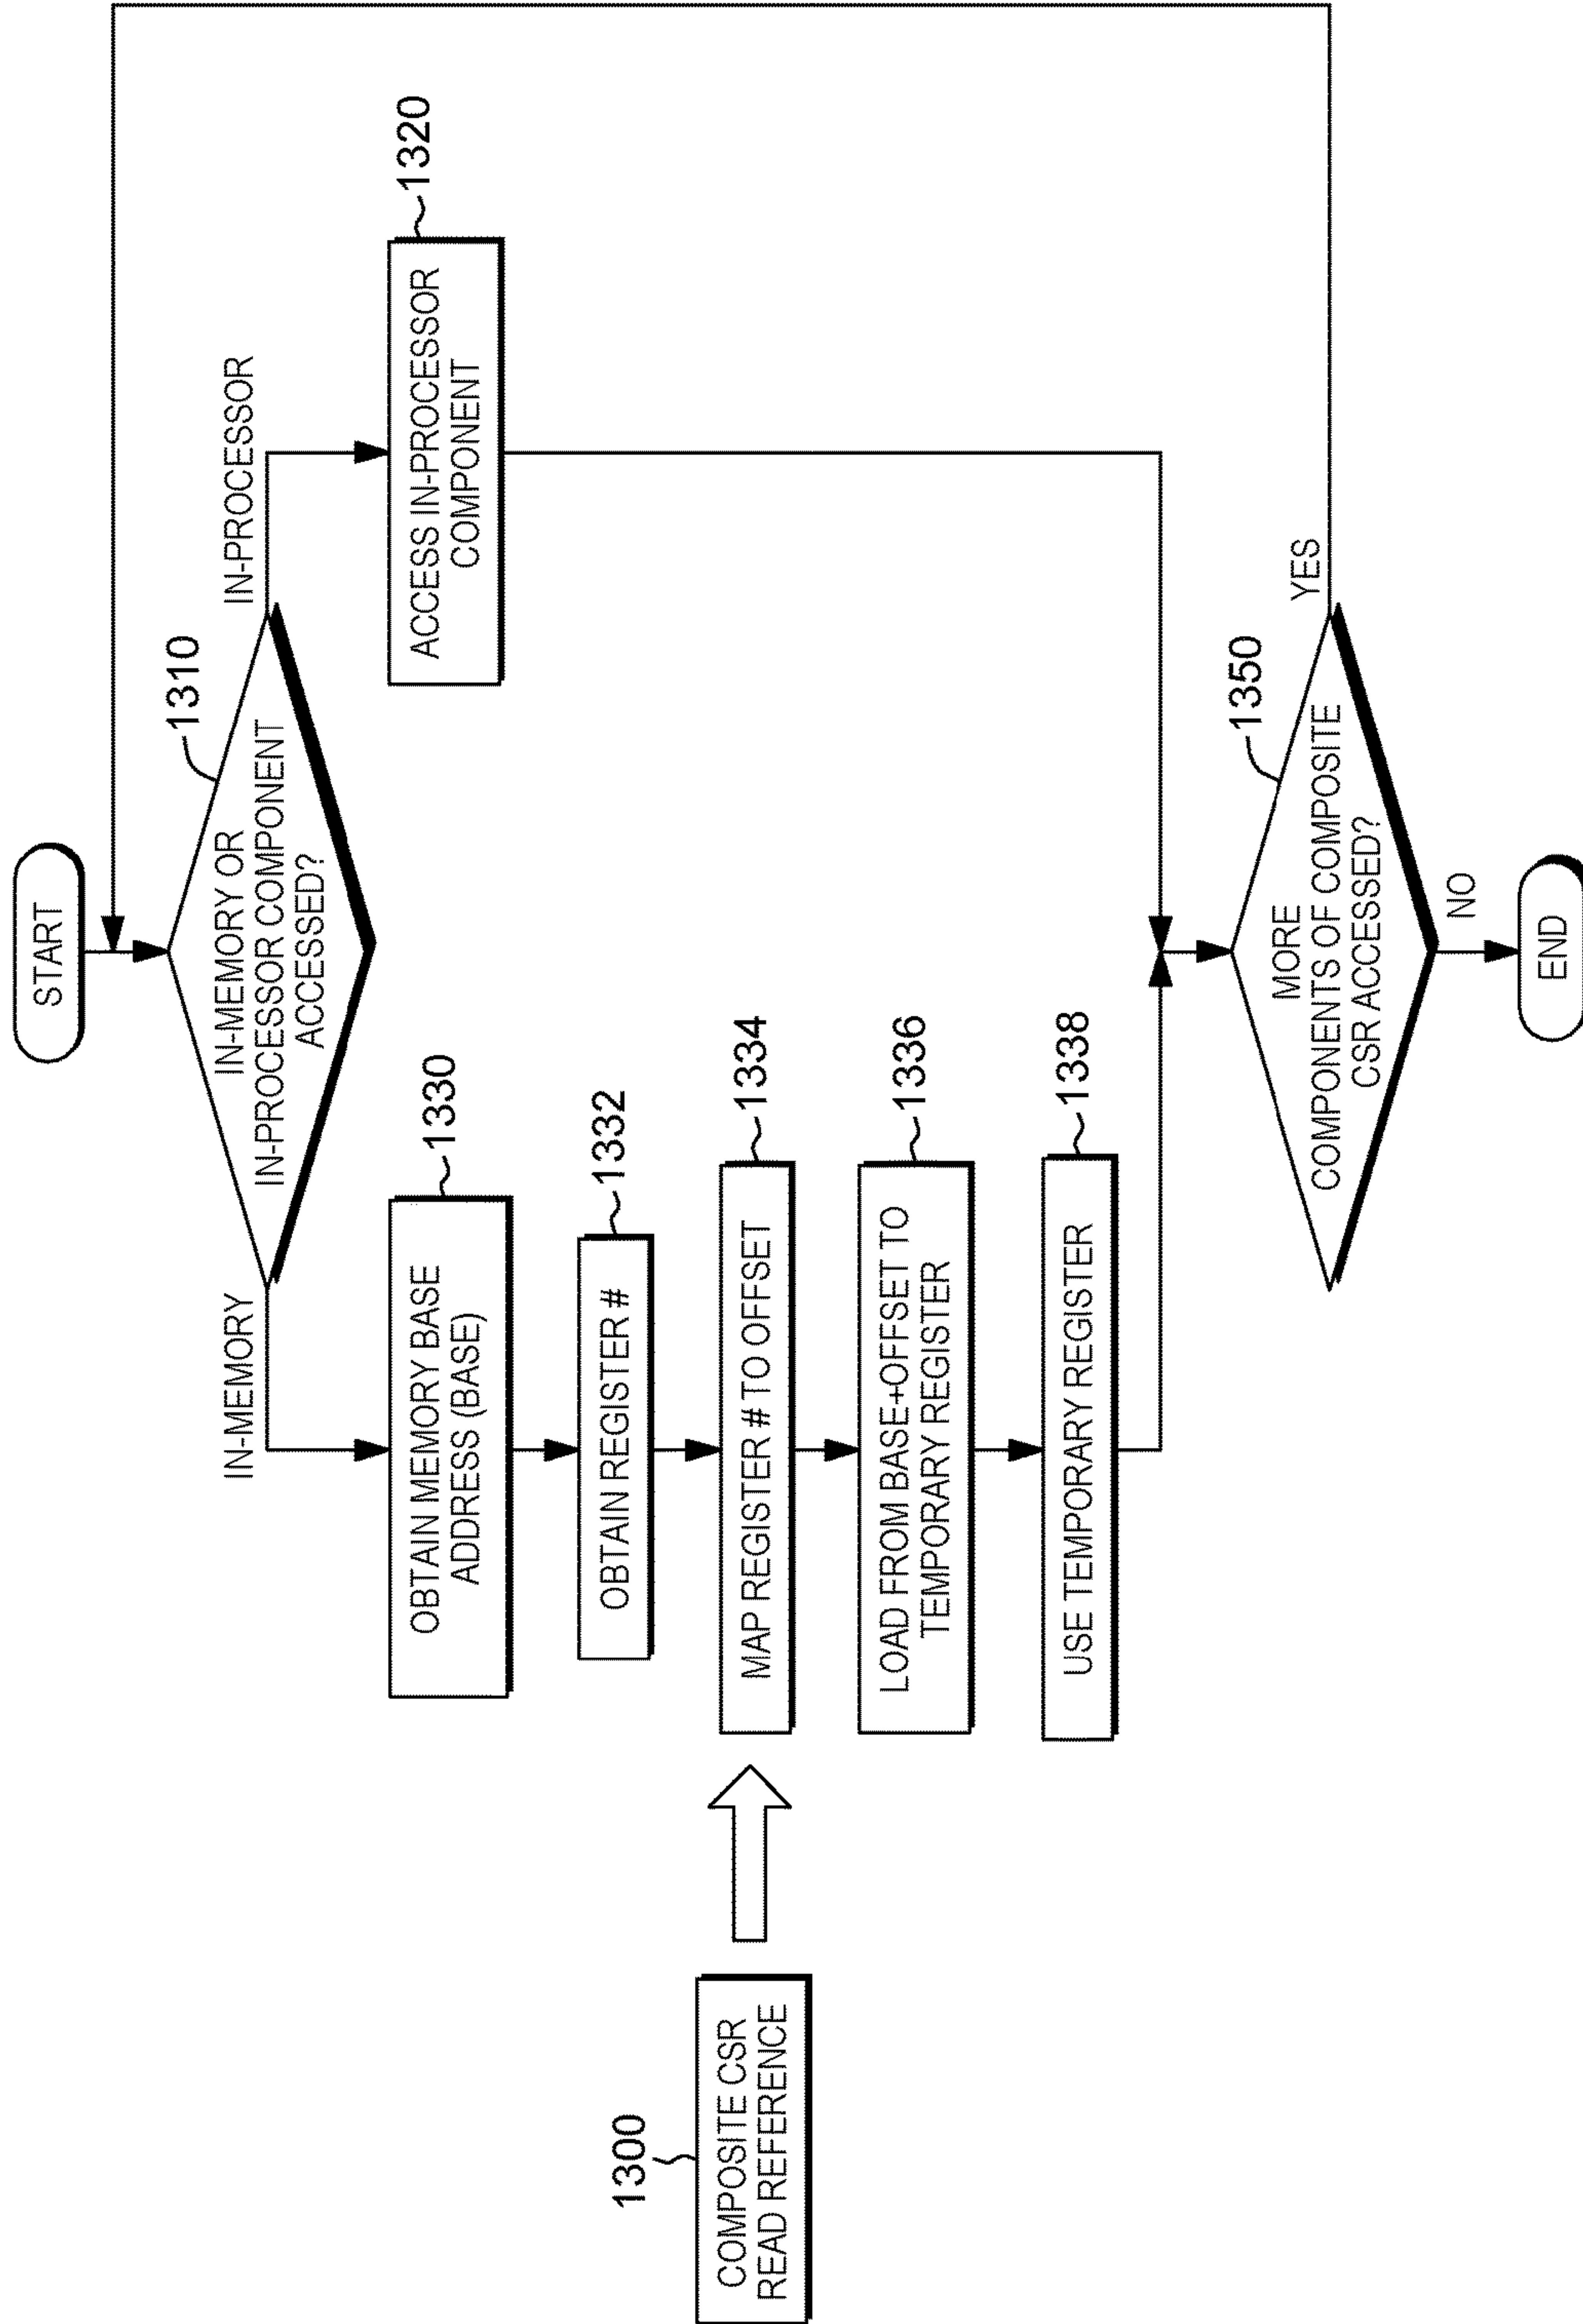 1300
COMPOSITE CSR
READ REFERENCE
START
1310
IN-MEMORY OR
IN-PROCESSOR COMPONENT
ACCESSED?
IN-MEMORY
IN-PROCESSOR
1320
ACCESS IN-PROCESSOR
COMPONENT
1330
OBTAIN MEMORY BASE
ADDRESS (BASE)
1332
OBTAIN REGISTER #
1334
MAP REGISTER # TO OFFSET
1336
LOAD FROM BASE+OFFSET TO
TEMPORARY REGISTER
1338
USE TEMPORARY REGISTER
1350
MORE
COMPONENTS OF COMPOSITE
CSR ACCESSED?
YES
NO
END